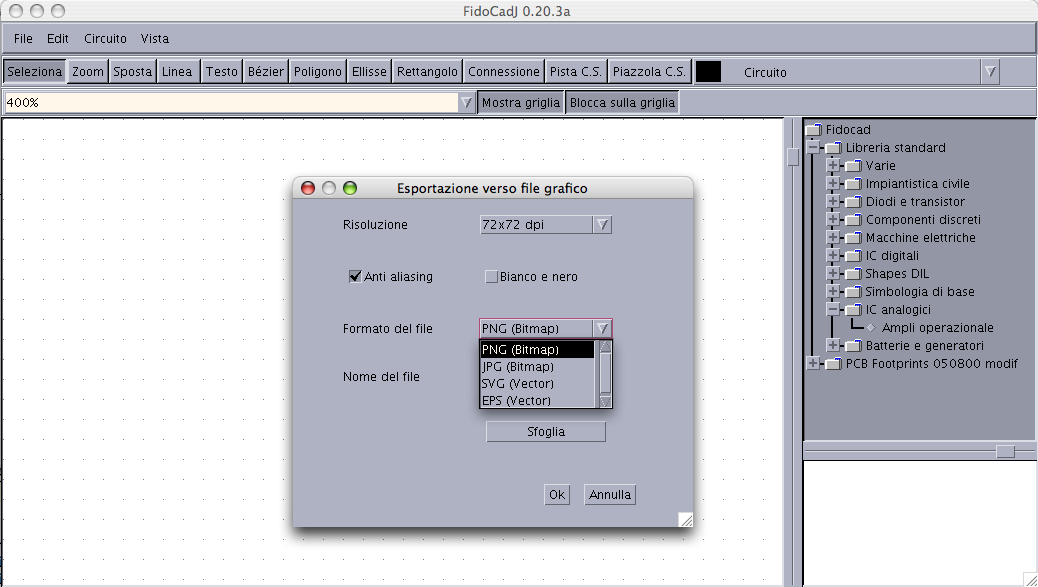 FidoCadJ 0.20.3a
File Edit Circuito Vista
Seleziona Zoom Sposta Linea Testo Bézier Poligono Ellisse Rettangolo Connessione Pista C.S. Piazzola C.S. Circuito
400% Mostra griglia Blocca sulla griglia
Esportazione verso file grafico
Risoluzione 72x72 dpi
Anti aliasing Bianco e nero
Formato del file PNG (Bitmap)
PNG (Bitmap)
JPG (Bitmap)
Nome del file
SVG (Vector)
EPS (Vector)
Sfoglia
Ok Annulla
Fidocad
Libreria standard
Varie
Impiantistica civile
Diodi e transistor
Componenti discreti
Macchine elettriche
IC digitali
Shapes DIL
Simbologia di base
IC analogici
Ampli operazionale
Batterie e generatori
PCB Footprints 050800 modif